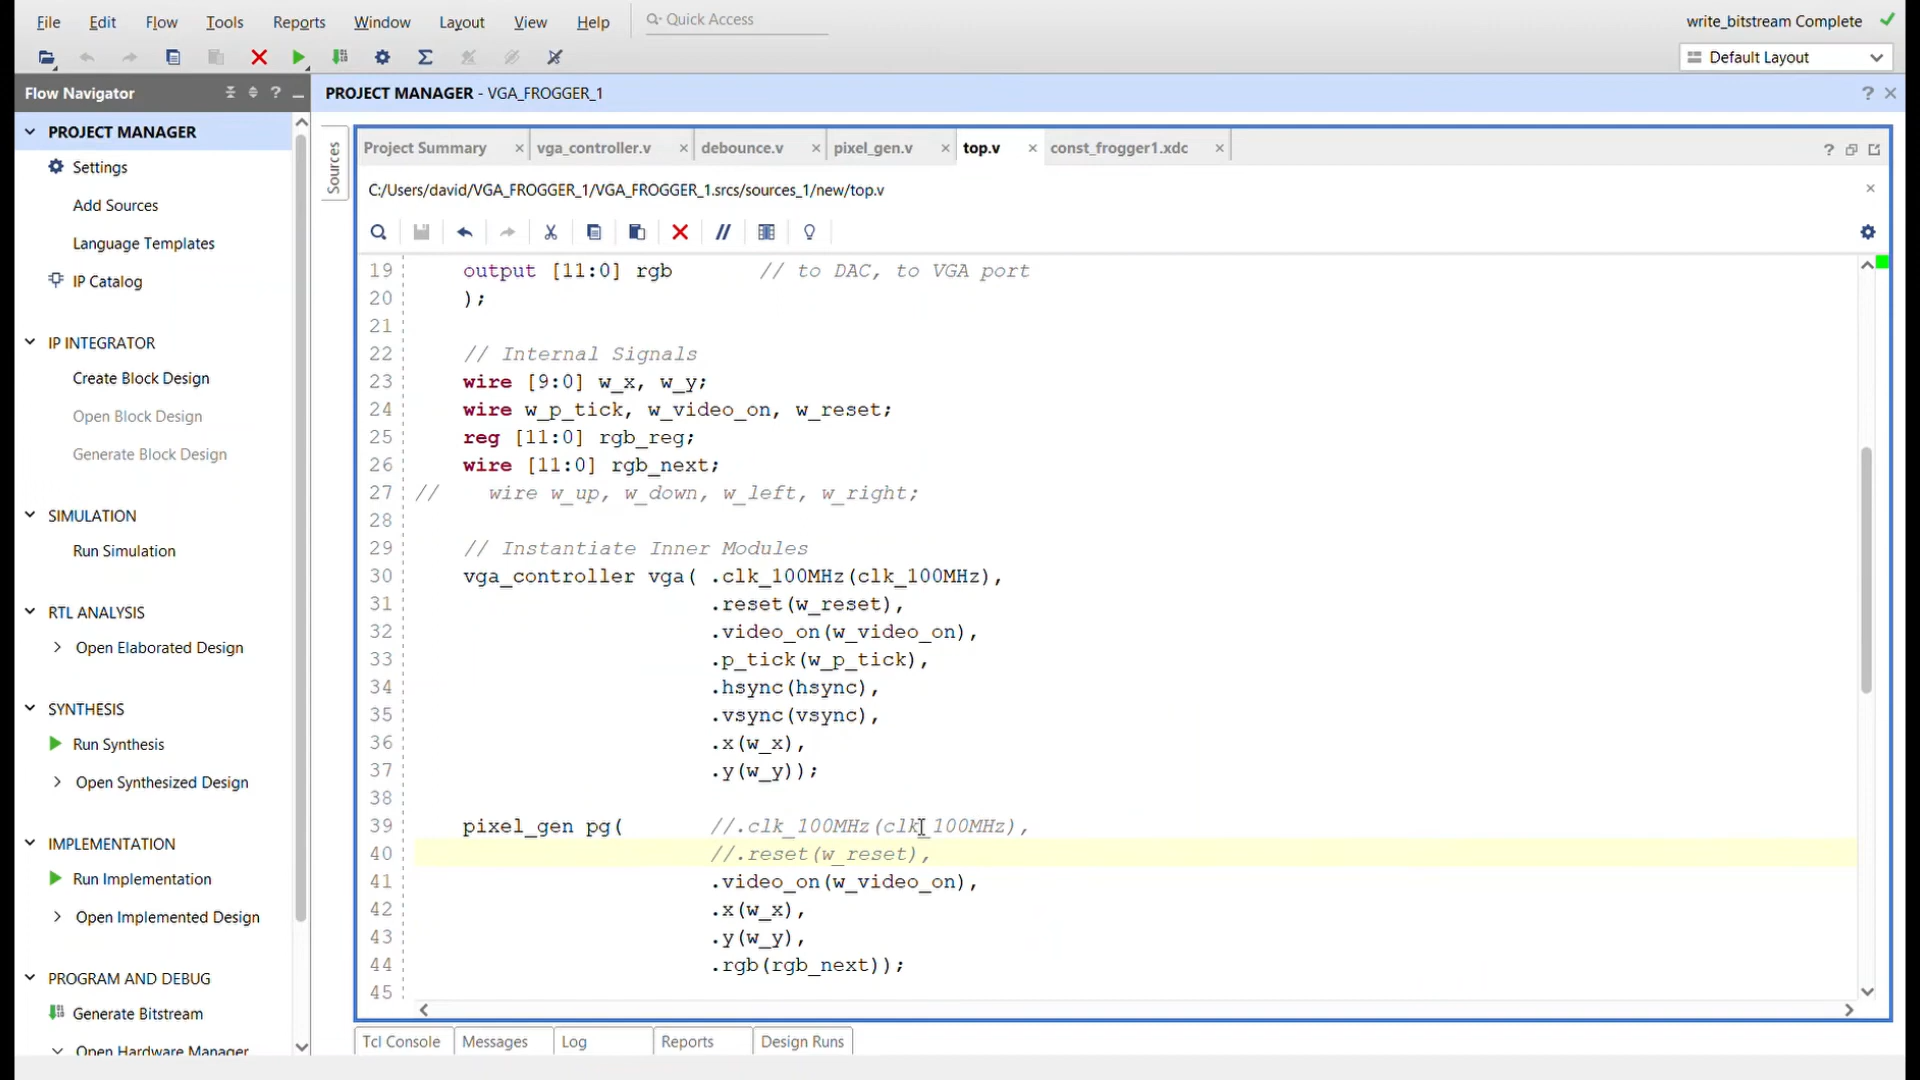 File Edit Flow Tools Reports Window Layout View Help Quick Access write_bitstream Complete
Default Layout
Flow Navigator
PROJECT MANAGER - VGA_FROGGER_1
PROJECT MANAGER
Settings
Add Sources
Language Templates
IP Catalog
IP INTEGRATOR
Create Block Design
Open Block Design
Generate Block Design
SIMULATION
Run Simulation
RTL ANALYSIS
Open Elaborated Design
SYNTHESIS
Run Synthesis
Open Synthesized Design
IMPLEMENTATION
Run Implementation
Open Implemented Design
PROGRAM AND DEBUG
Generate Bitstream
Open Hardware Manager
Sources
Project Summary vga_controller.v debounce.v pixel_gen.v top.v const_frogger1.xdc
C:/Users/david/VGA_FROGGER_1/VGA_FROGGER_1.srcs/sources_1/new/top.v
19 output [11:0] rgb // to DAC, to VGA port
20 );
21
22 // Internal Signals
23 wire [9:0] w_x, w_y;
24 wire w_p_tick, w_video_on, w_reset;
25 reg [11:0] rgb_reg;
26 wire [11:0] rgb_next;
27 // wire w_up, w_down, w_left, w_right;
28
29 // Instantiate Inner Modules
30 vga_controller vga( .clk_100MHz(clk_100MHz),
31 .reset(w_reset),
32 .video_on(w_video_on),
33 .p_tick(w_p_tick),
34 .hsync(hsync),
35 .vsync(vsync),
36 .x(w_x),
37 .y(w_y));
38
39 pixel_gen pg( //.clk_100MHz(clk_100MHz),
40 //.reset(w_reset),
41 .video_on(w_video_on),
42 .x(w_x),
43 .y(w_y),
44 .rgb(rgb_next));
45
Tcl Console Messages Log Reports Design Runs